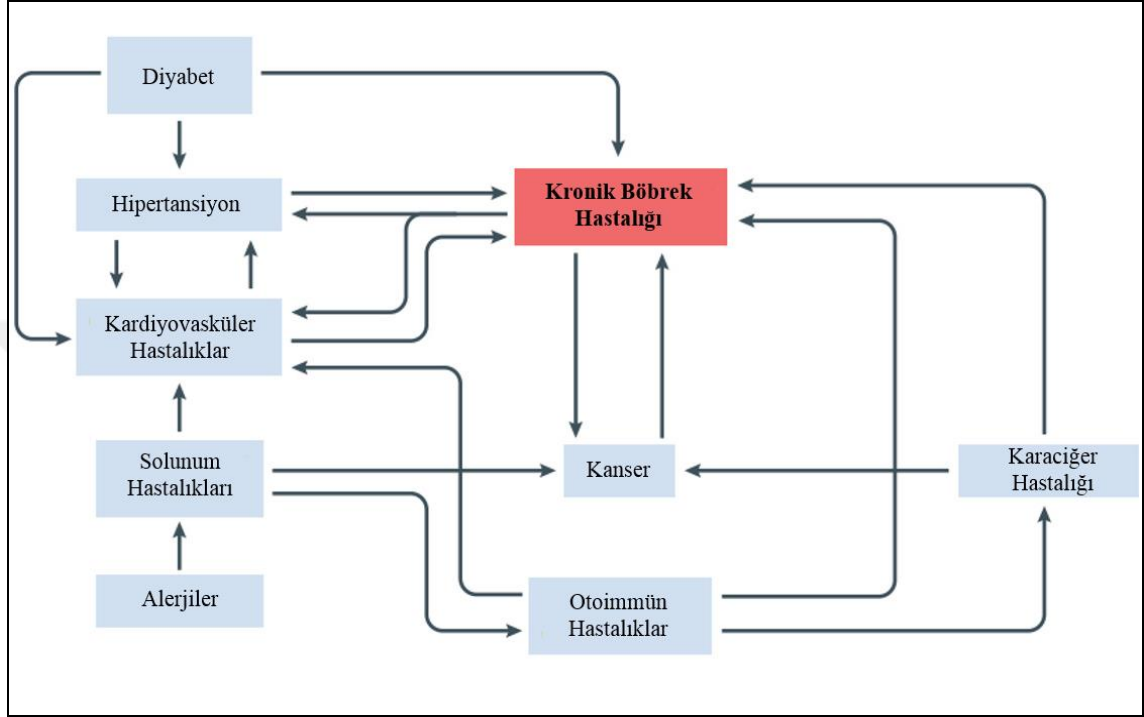 Diyabet
Hipertansiyon
Kronik Böbrek
Hastalığı
Kardiyovasküler
Hastalıklar
Solunum
Hastalıkları
Kanser
Karaciğer
Hastalığı
Alerjiler
Otoimmün
Hastalıklar